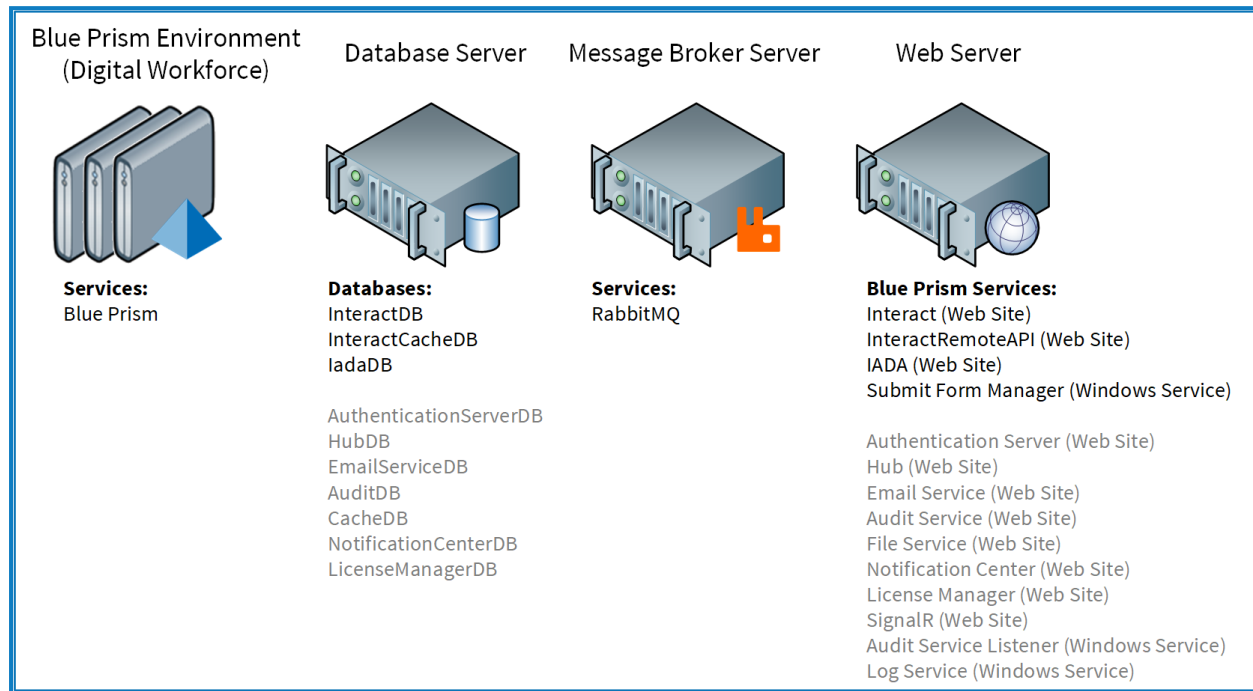 Blue Prism Environment
(Digital Workforce)
Database Server
Message Broker Server
Web Server
Services:
Blue Prism
Databases:
InteractDB
InteractCacheDB
IadaDB
AuthenticationServerDB
HubDB
EmailServiceDB
AuditDB
CacheDB
NotificationCenterDB
LicenseManagerDB
Services:
RabbitMQ
Blue Prism Services:
Interact (Web Site)
InteractRemoteAPI (Web Site)
IADA (Web Site)
Submit Form Manager (Windows Service)
Authentication Server (Web Site)
Hub (Web Site)
Email Service (Web Site)
Audit Service (Web Site)
File Service (Web Site)
Notification Center (Web Site)
License Manager (Web Site)
SignalR (Web Site)
Audit Service Listener (Windows Service)
Log Service (Windows Service)